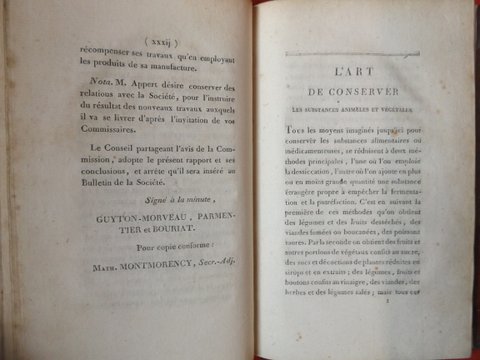 ( xxxij )
récompenser ses travaux qu'en employant
les produits de sa manufacture.
Nota. M. Appert désire conserver des
relations avec la Société, pour l'instruire
du résultat des nouveaux travaux auxquels
il va se livrer d'après l'invitation de vos
Commissaires.
Le Conseil partageant l'avis de la Com-
mission, adopte le présent rapport et ses
conclusions, et arrête qu'il sera inséré au
Bulletin de la Société.
Signé à la minute,
GUYTON-MORVEAU, PARMEN-
TIER et BOURIAT.
Pour copie conforme :
MATH. MONTMORENCY, Secr.-Adj.
L'ART
DE CONSERVER
LES SUBSTANCES ANIMALES ET VÉGÉTALES.
Tous les moyens imaginés jusqu'ici pour
conserver les substances alimentaires ou
médicamenteuses, se réduisent à deux mé-
thodes principales, l'une où l'on emploie
la dessiccation, l'autre où l'on ajoute en plus
ou en moins grande quantité une substance
étrangère propre à empêcher la fermentation
et la putréfaction. C'est en suivant la
première de ces méthodes qu'on obtient
des légumes et des fruits desséchés, des
viandes fumées ou boucanées, des poissons
taures. Par la seconde on obtient des fruits et
autres portions de végétaux confits au sucre,
des sucs et décoctions de plantes réduites en
sirops et en extraits ; des légumes, fruits et
boutons confits au vinaigre, des viandes, des
herbes et des légumes salés ; mais tous ces
1